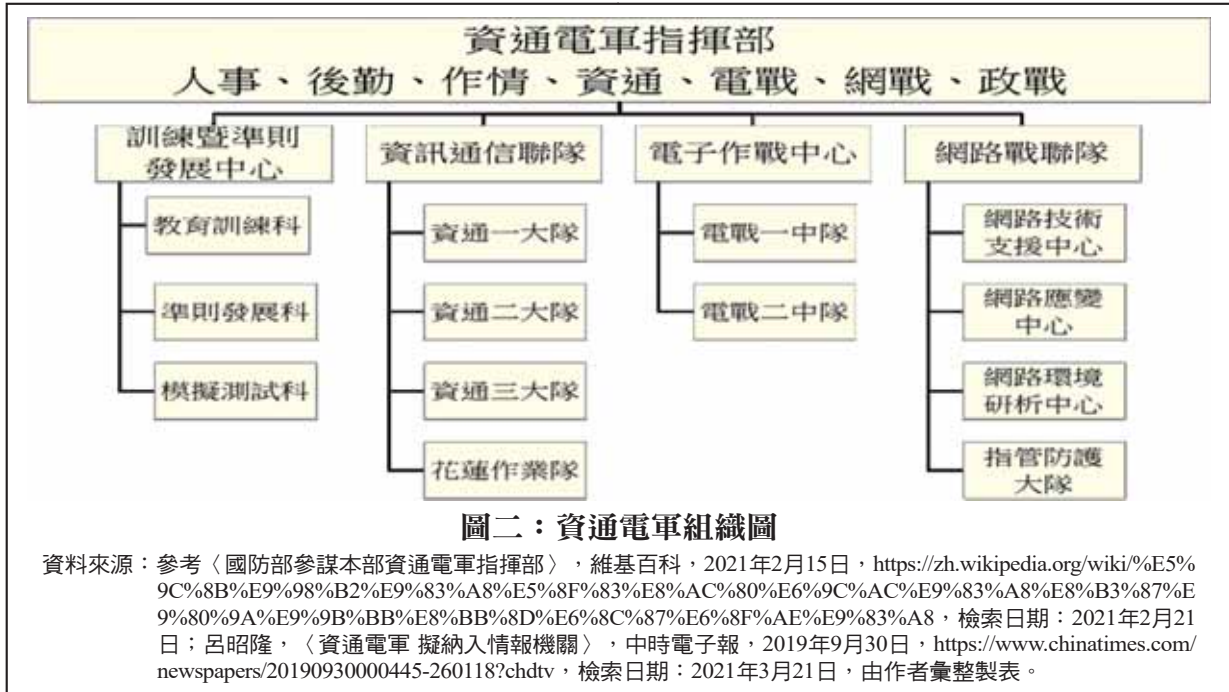 資通電軍指揮部
人事、後勤、作情、資通、電戰、網戰、政戰
訓練暨準則
發展中心
資訊通信聯隊
電子作戰中心
網路戰聯隊
教育訓練科
準則發展科
模擬測試科
資通一大隊
資通二大隊
資通三大隊
花蓮作業隊
電戰一中隊
電戰二中隊
網路技術
支援中心
網路應變
中心
網路環境
研析中心
指管防護
大隊
圖二：資通電軍組織圖
資料來源：參考〈國防部參謀本部資通電軍指揮部〉，維基百科，2021年2月15日，https://zh.wikipedia.org/wiki/%E5%
9C%8B%E9%98%B2%E9%83%A8%E5%8F%83%E8%AC%80%E6%9C%AC%E9%83%A8%E8%B3%87%E
9%80%9A%E9%9B%BB%E8%BB%8D%E6%8C%87%E6%8F%AE%E9%83%A8，檢索日期：2021年2月21
日；呂昭隆，〈資通電軍 擬納入情報機關〉，中時電子報，2019年9月30日，https://www.chinatimes.com/
newspapers/20190930000445-260118?chdtv，檢索日期：2021年3月21日，由作者彙整製表。